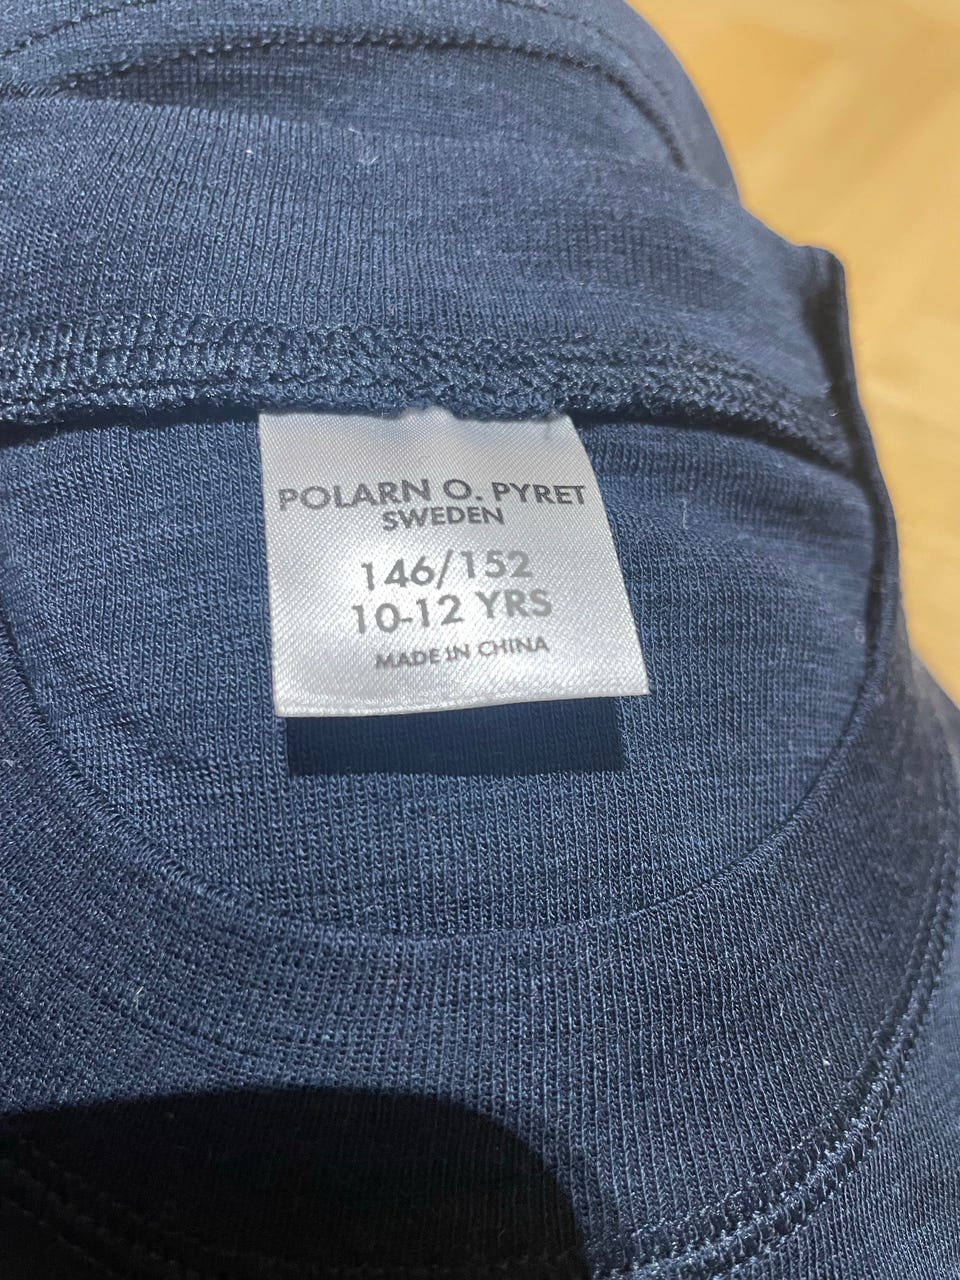 POLARN O. PYRET
SWEDEN
146/152
10-12 YRS
MADE IN CHINA